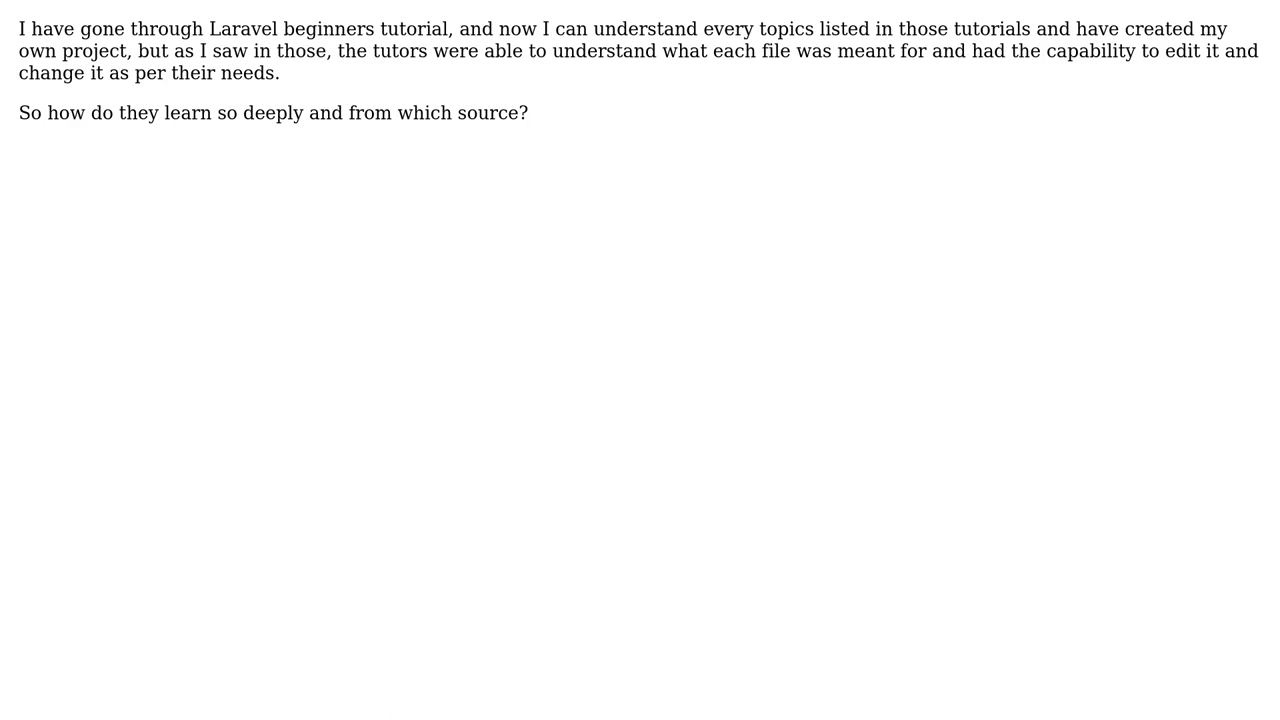 I have gone through Laravel beginners tutorial, and now I can understand every topics listed in those tutorials and have created my
own project, but as I saw in those, the tutors were able to understand what each file was meant for and had the capability to edit it and
change it as per their needs.
So how do they learn so deeply and from which source?